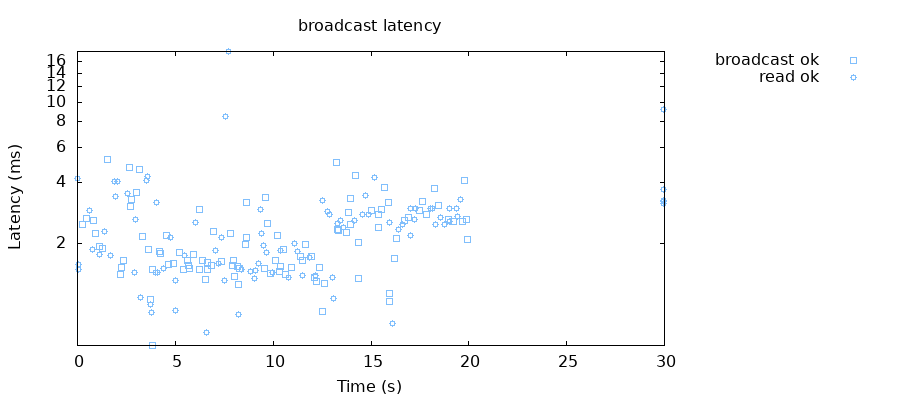 broadcast latency
broadcast ok
read ok
16
14
12
10
8
6
4
2
Latency (ms)
0 5 10 15 20 25 30
Time (s)